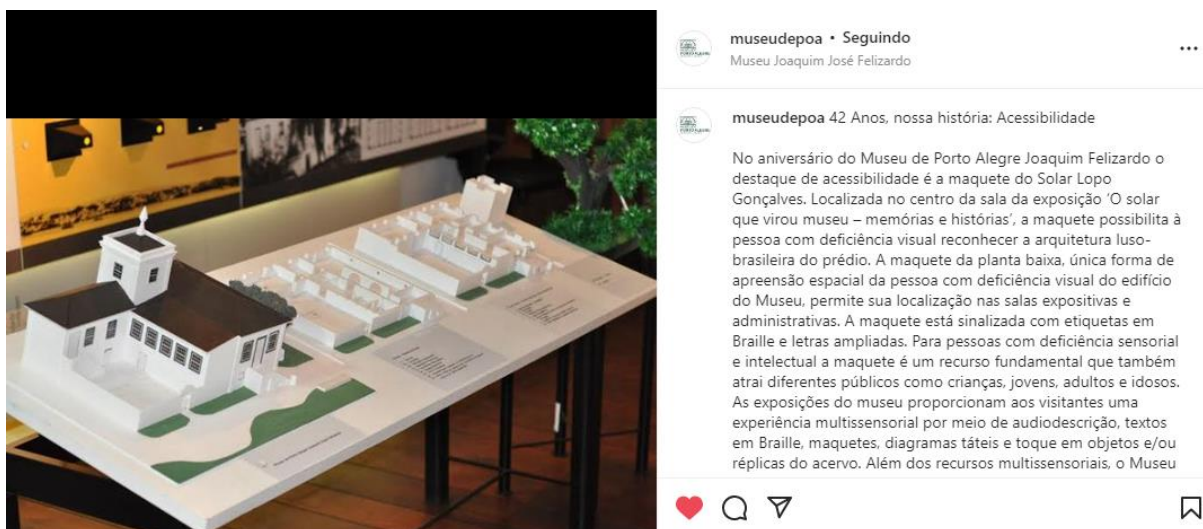 museudepoa • Seguindo
Museu Joaquim José Felizardo
museudepoa 42 Anos, nossa história: Acessibilidade
No aniversário do Museu de Porto Alegre Joaquim Felizardo o
destaque de acessibilidade é a maquete do Solar Lopo
Gonçalves. Localizada no centro da sala da exposição ‘O solar
que virou museu – memórias e histórias’, a maquete possibilita à
pessoa com deficiência visual reconhecer a arquitetura luso-
brasileira do prédio. A maquete da planta baixa, única forma de
apreensão espacial da pessoa com deficiência visual do edifício
do Museu, permite sua localização nas salas expositivas e
administrativas. A maquete está sinalizada com etiquetas em
Braille e letras ampliadas. Para pessoas com deficiência sensorial
e intelectual a maquete é um recurso fundamental que também
atrai diferentes públicos como crianças, jovens, adultos e idosos.
As exposições do museu proporcionam aos visitantes uma
experiência multissensorial por meio de audiodescrição, textos
em Braille, maquetes, diagramas táteis e toque em objetos e/ou
réplicas do acervo. Além dos recursos multissensoriais, o Museu